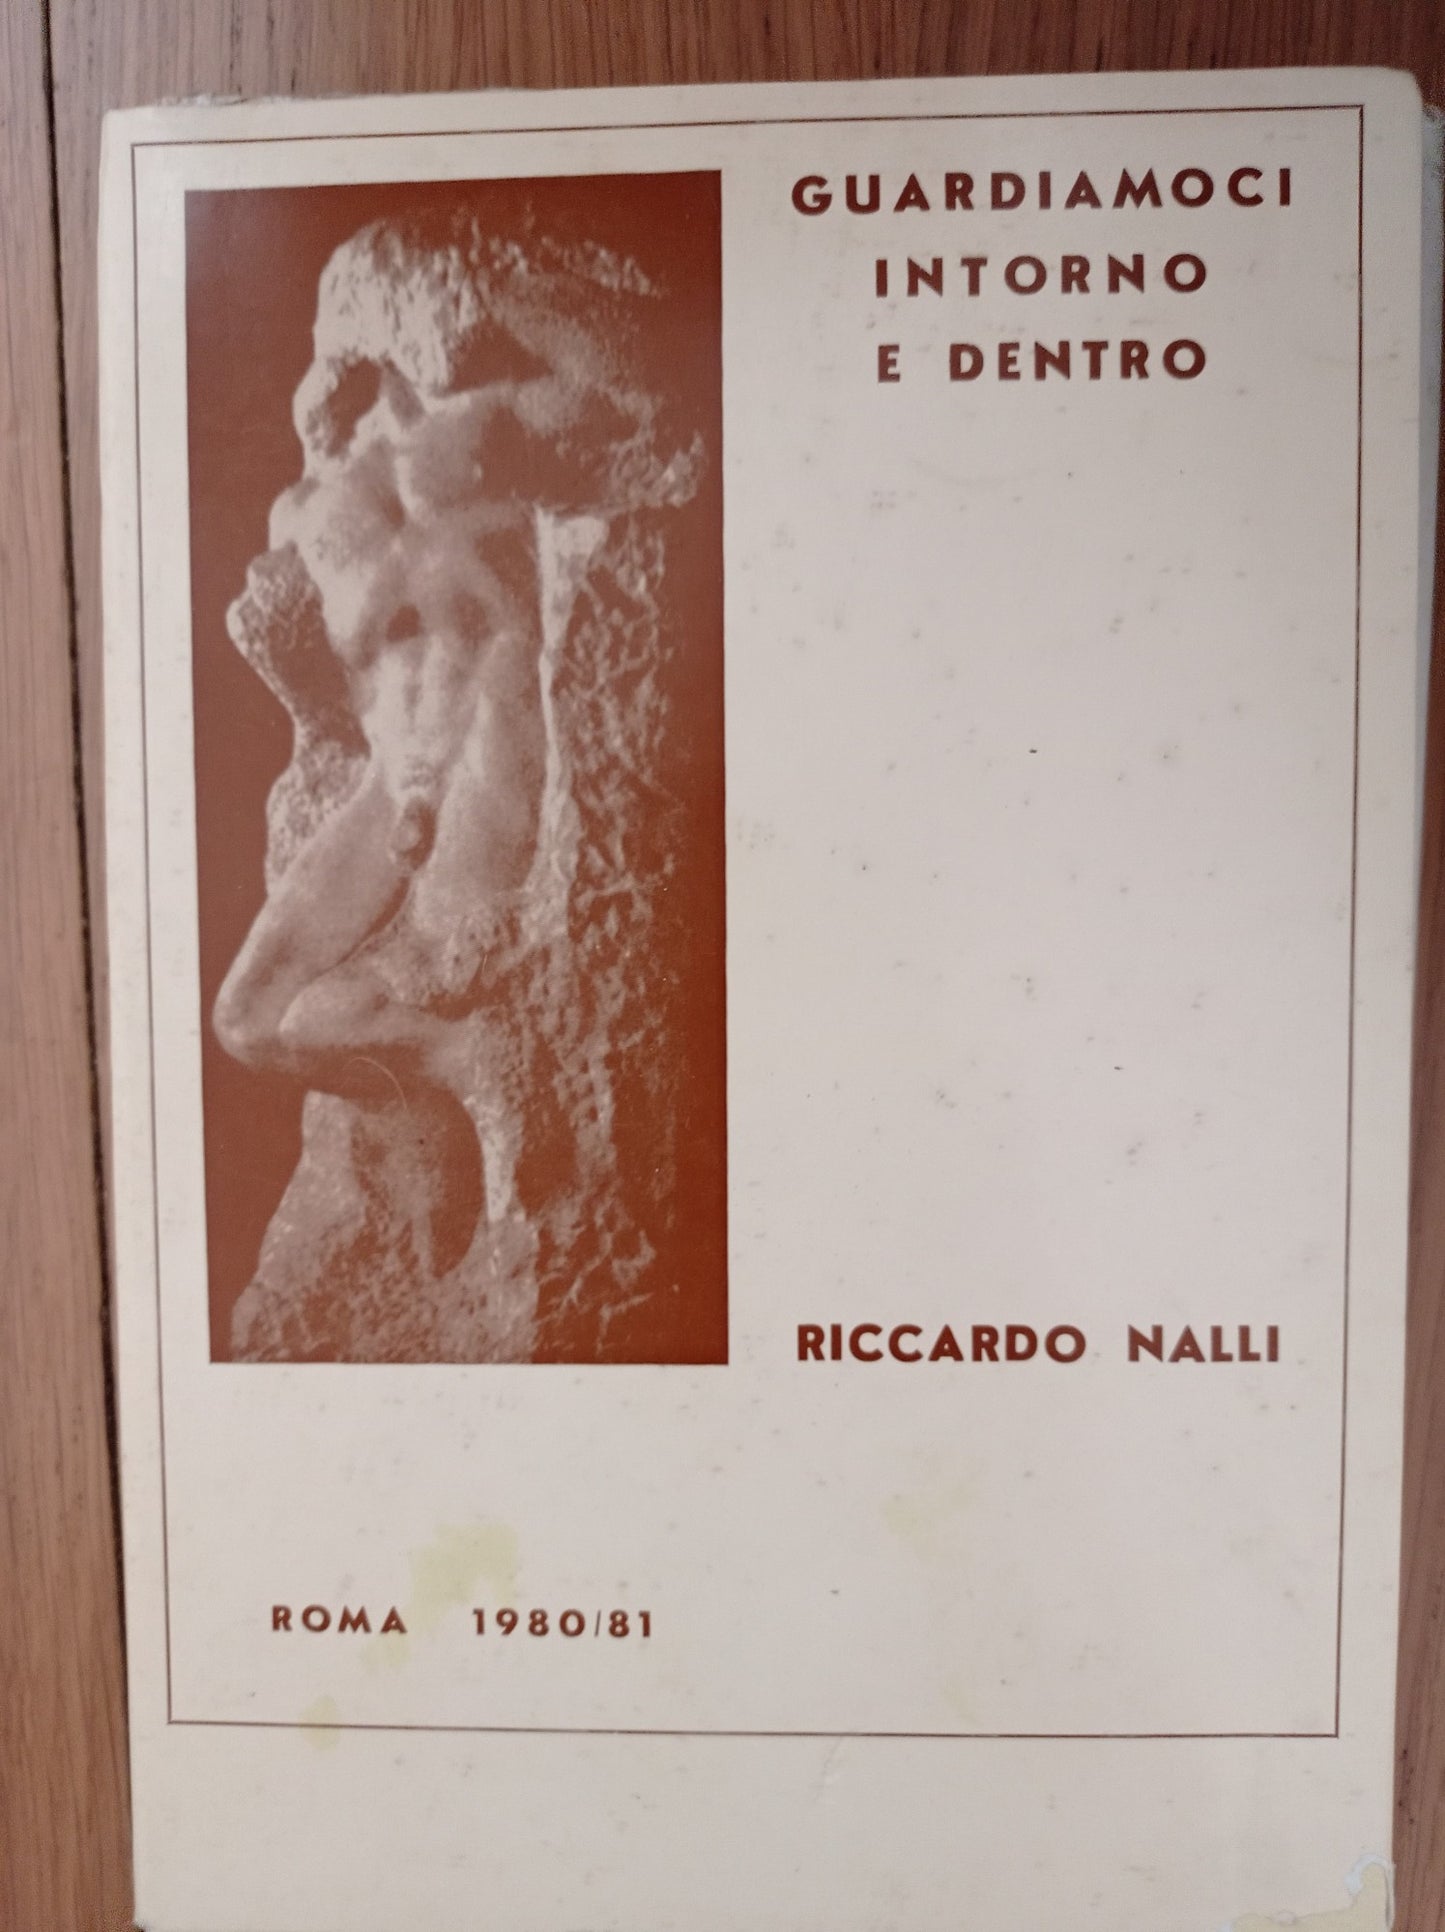 GUARDIAMOCI
INTORNO
E DENTRO
RICCARDO NALLI
ROMA 1980/81